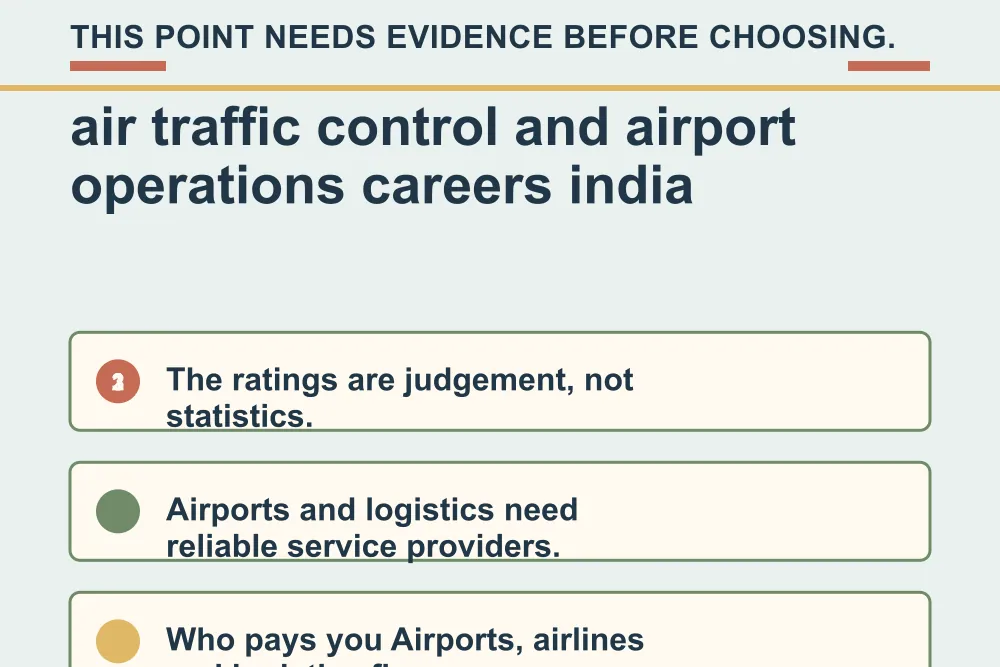 THIS POINT NEEDS EVIDENCE BEFORE CHOOSING.
air traffic control and airport
operations careers india
The ratings are judgement, not
statistics.
Airports and logistics need
reliable service providers.
Who pays you Airports, airlines